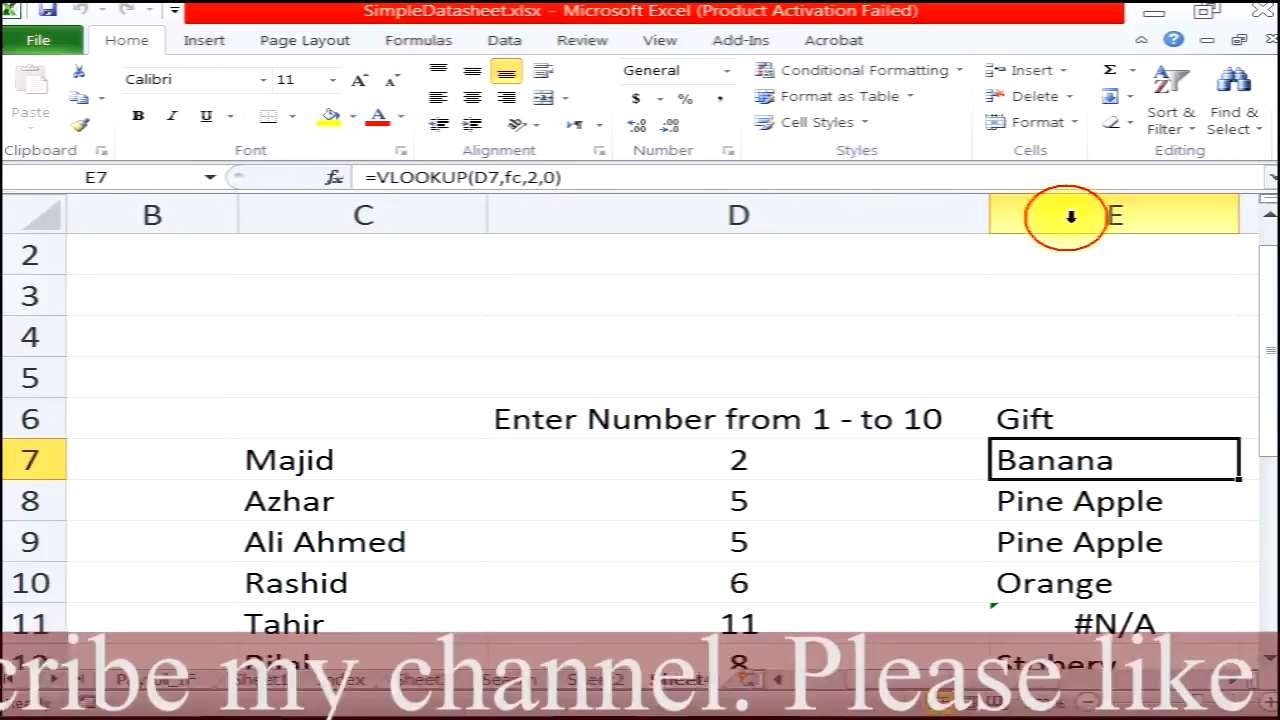 SimpleDatasheet.xlsx - Microsoft Excel (Product Activation Failed)
File Home Insert Page Layout Formulas Data Review View Add-Ins Acrobat
Calibri 11 General Conditional Formatting Insert Σ
Paste $ % , Format as Table Delete Sort & Find &
B I U A Cell Styles Format Filter Select
Clipboard Font Alignment Number Styles Cells Editing
E7 fx =VLOOKUP(D7,fc,2,0)
B C D E
2
3
4
5
6 Enter Number from 1 - to 10 Gift
7 Majid 2 Banana
8 Azhar 5 Pine Apple
9 Ali Ahmed 5 Pine Apple
10 Rashid 6 Orange
11 Tahir 11 #N/A
8
cribe my channel. Please like